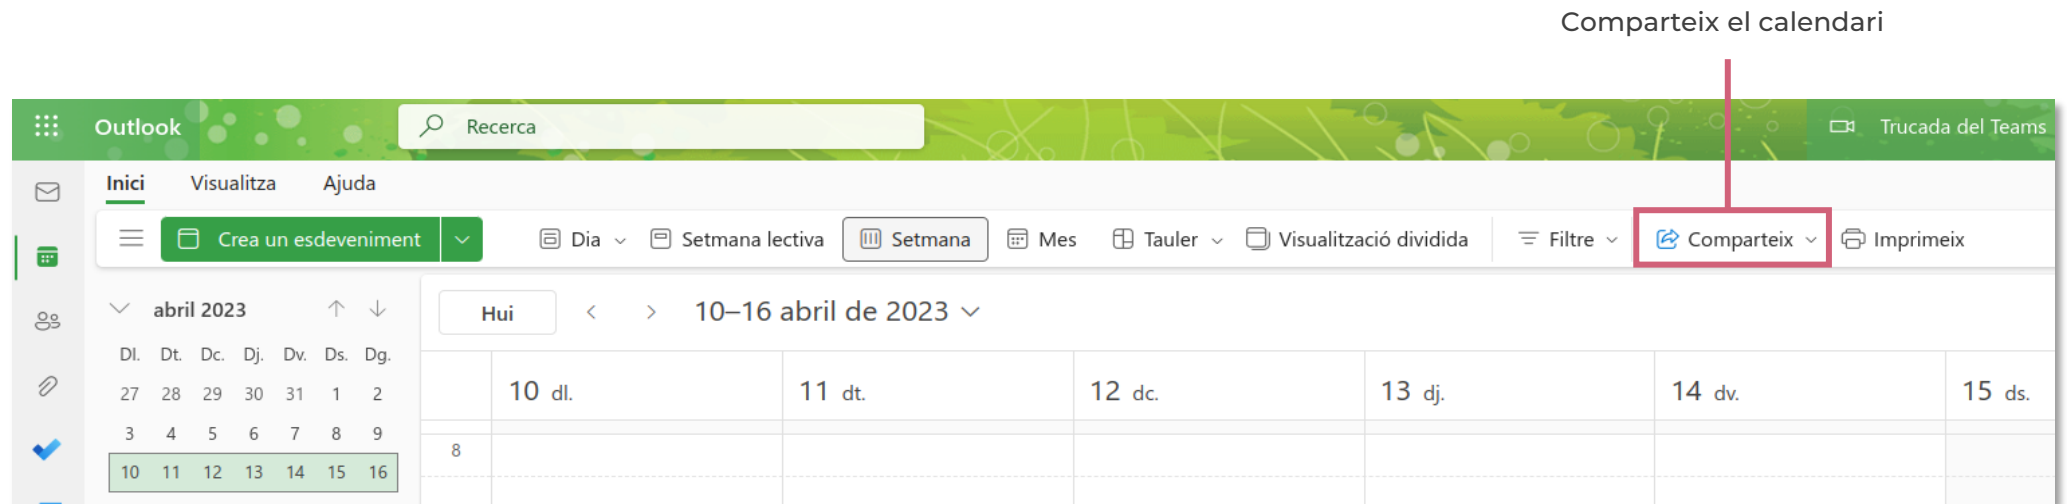 Comparteix el calendari
Outlook
Recerca
Trucada del Teams
Inici Visualitza Ajuda
Crea un esdeveniment Dia Setmana lectiva Setmana Mes Tauler Visualització dividida Filtre Comparteix Imprimeix
abril 2023
Dl. Dt. Dc. Dj. Dv. Ds. Dg.
27 28 29 30 31 1 2
3 4 5 6 7 8 9
10 11 12 13 14 15 16
Hui 10–16 abril de 2023
10 dl. 11 dt. 12 dc. 13 dj. 14 dv. 15 ds.
8